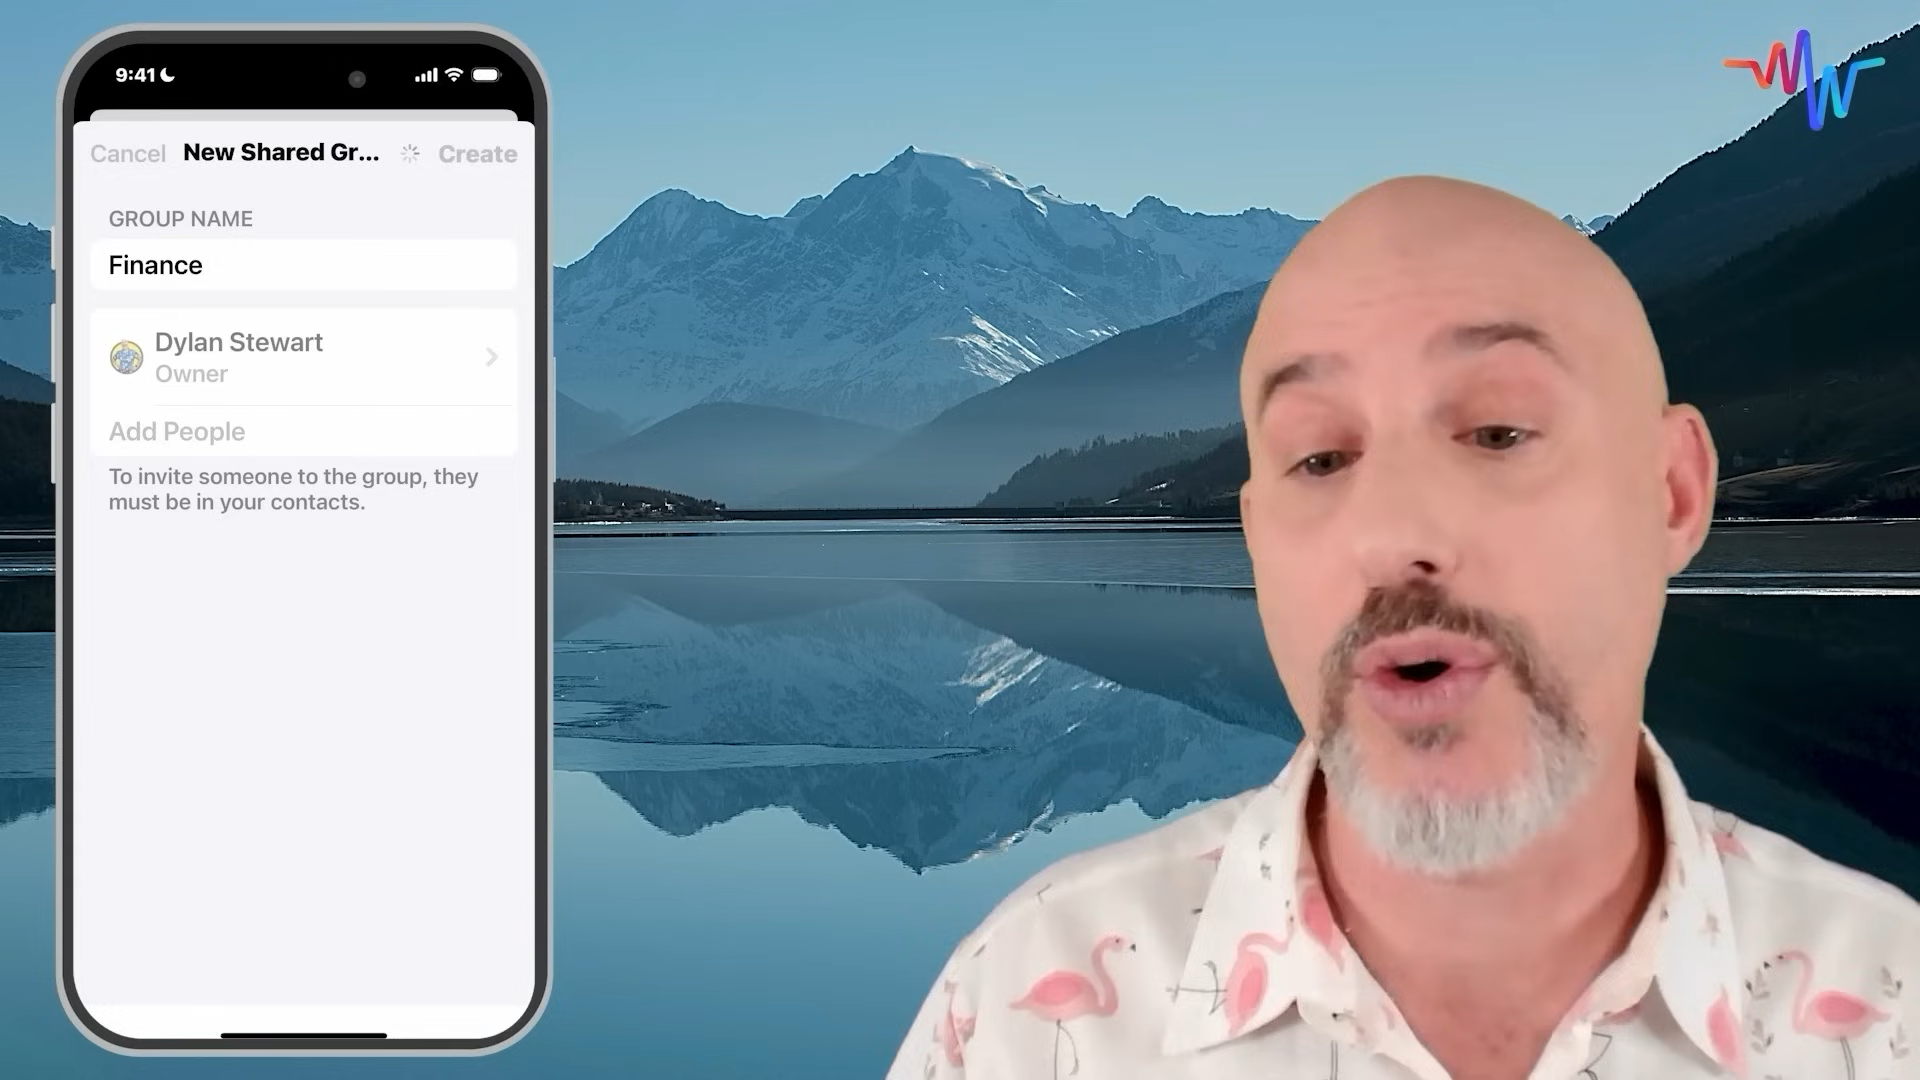 9:41
Cancel New Shared Gr... Create
GROUP NAME
Finance
Dylan Stewart
Owner
Add People
To invite someone to the group, they
must be in your contacts.